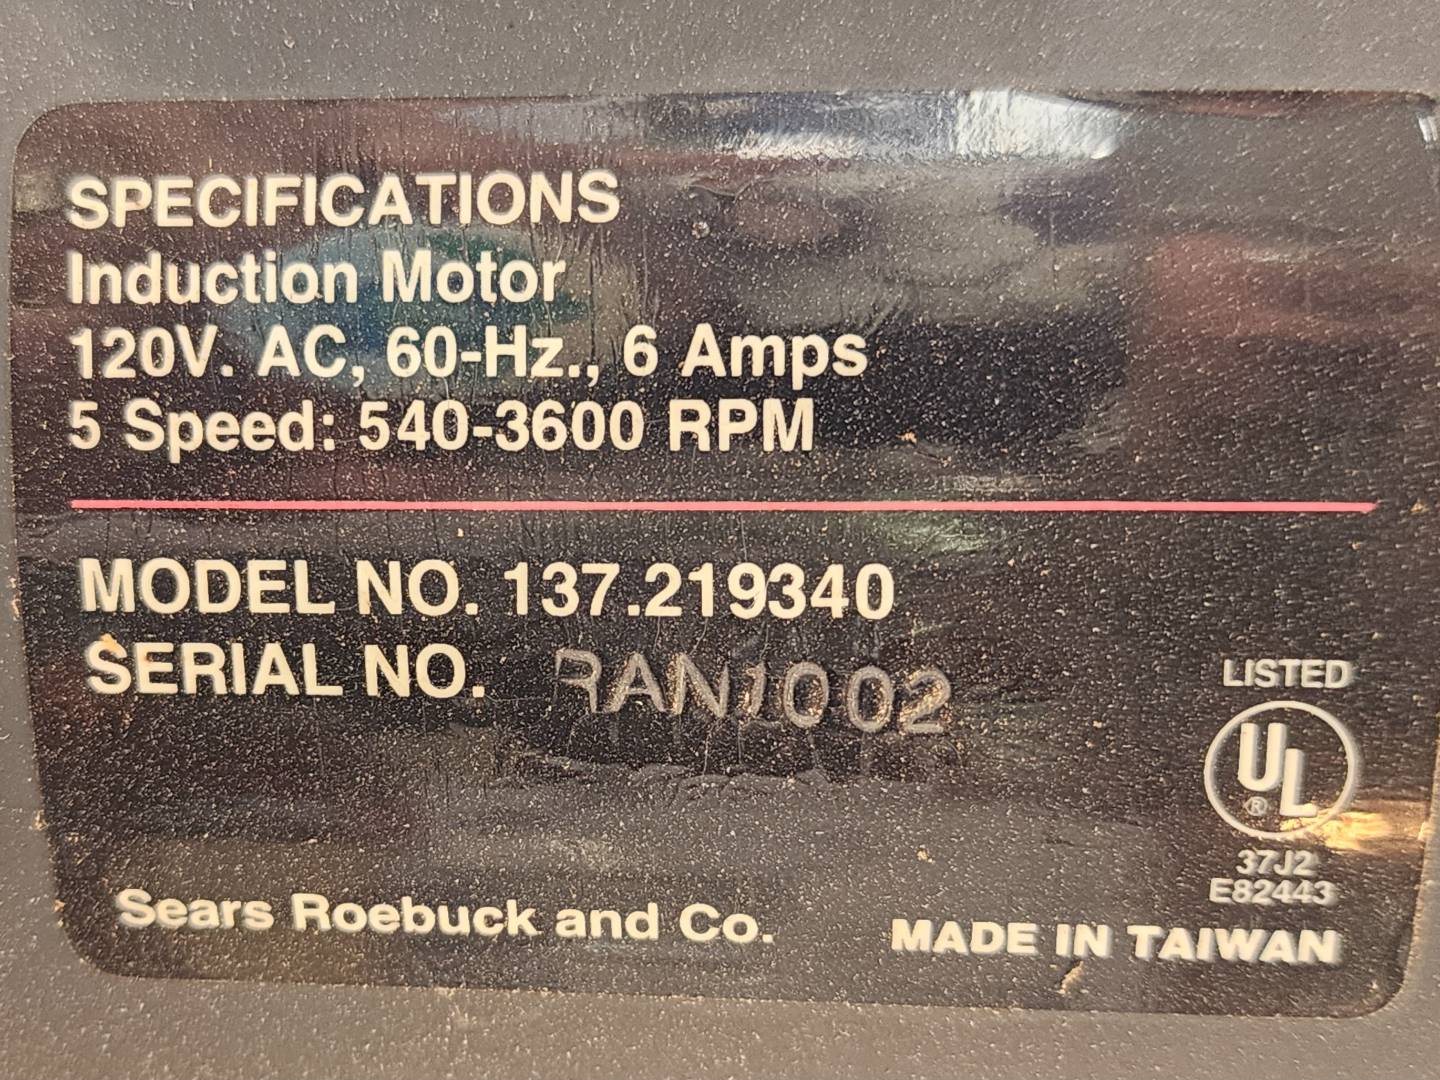 SPECIFICATIONS
Induction Motor
120V. AC, 60-Hz., 6 Amps
5 Speed: 540-3600 RPM
MODEL NO. 137.219340
SERIAL NO. RAN1002
LISTED
UL
®
37J2
E82443
Sears Roebuck and Co.
MADE IN TAIWAN